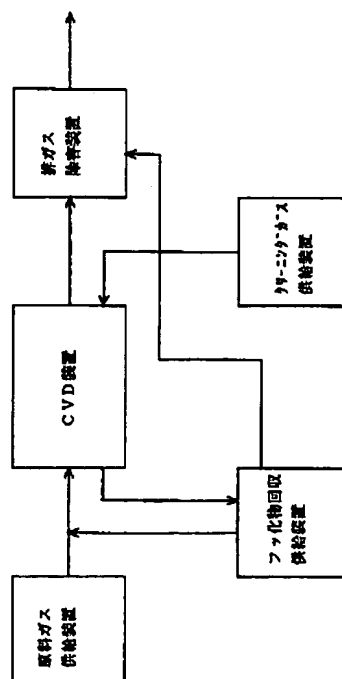 原料ガス
供給装置
CVD装置
排ガス
除害装置
フッ化物回収
供給装置
クリーニングガス
供給装置